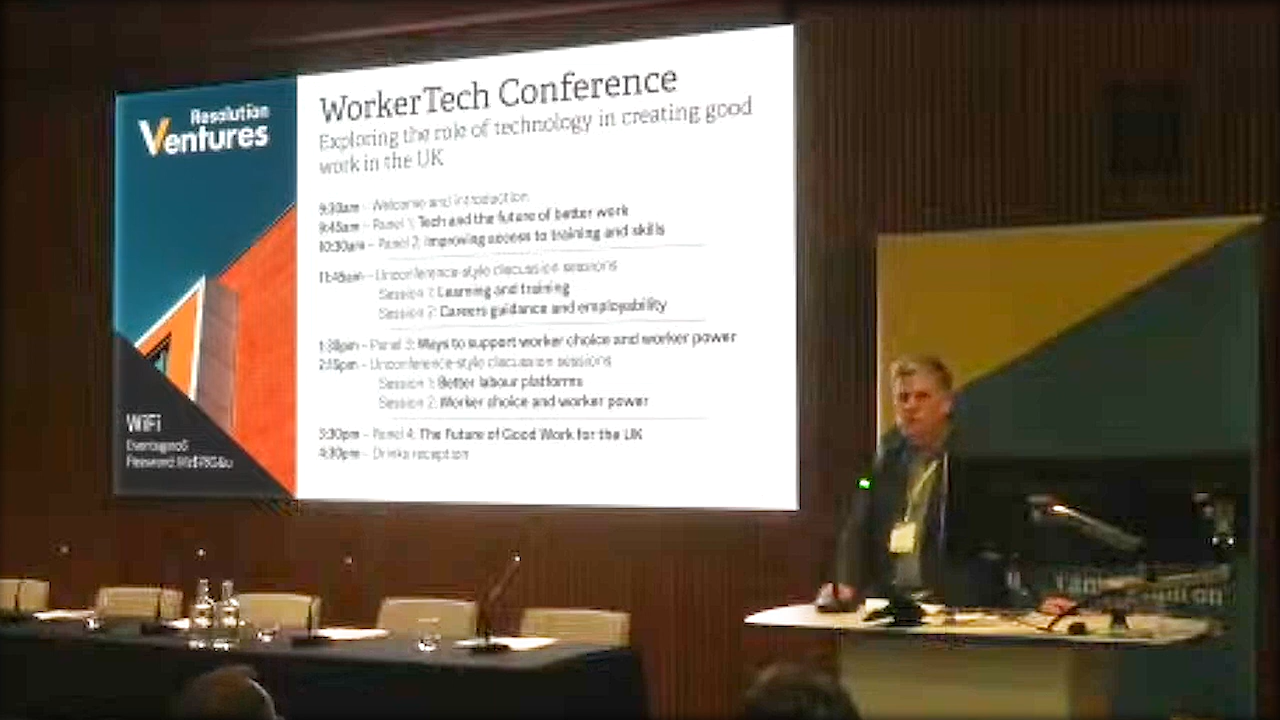 Resolution
Ventures
WorkerTech Conference
Exploring the role of technology in creating good
work in the UK
9:30am – Welcome and introduction
9:45am – Panel 1: Tech and the future of better work
10:30am – Panel 2: Improving access to training and skills
11:45am – Unconference-style discussion sessions
Session 1: Learning and training
Session 2: Careers guidance and employability
1:30pm – Panel 3: Ways to support worker choice and worker power
2:15pm – Unconference-style discussion sessions
Session 1: Better labour platforms
Session 2: Worker choice and worker power
3:30pm – Panel 4: The Future of Good Work for the UK
4:30pm – Drinks reception
WiFi
Password: